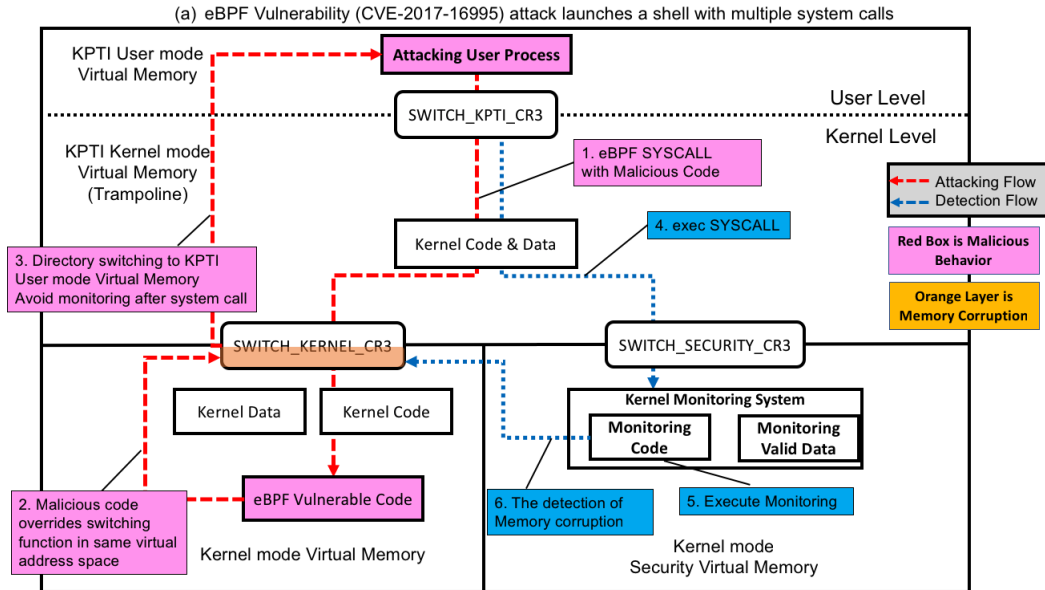 (a) eBPF Vulnerability (CVE-2017-16995) attack launches a shell with multiple system calls
KPTI User mode
Virtual Memory
Attacking User Process
User Level
SWITCH_KPTI_CR3
Kernel Level
KPTI Kernel mode
Virtual Memory
(Trampoline)
1. eBPF SYSCALL
with Malicious Code
Attacking Flow
Detection Flow
Kernel Code & Data
4. exec SYSCALL
Red Box is Malicious
Behavior
3. Directory switching to KPTI
User mode Virtual Memory
Avoid monitoring after system call
Orange Layer is
Memory Corruption
SWITCH_KERNEL_CR3
SWITCH_SECURITY_CR3
Kernel Data
Kernel Code
Kernel Monitoring System
Monitoring
Code
Monitoring
Valid Data
2. Malicious code
overrides switching
function in same virtual
address space
eBPF Vulnerable Code
6. The detection of
Memory corruption
5. Execute Monitoring
Kernel mode Virtual Memory
Kernel mode
Security Virtual Memory